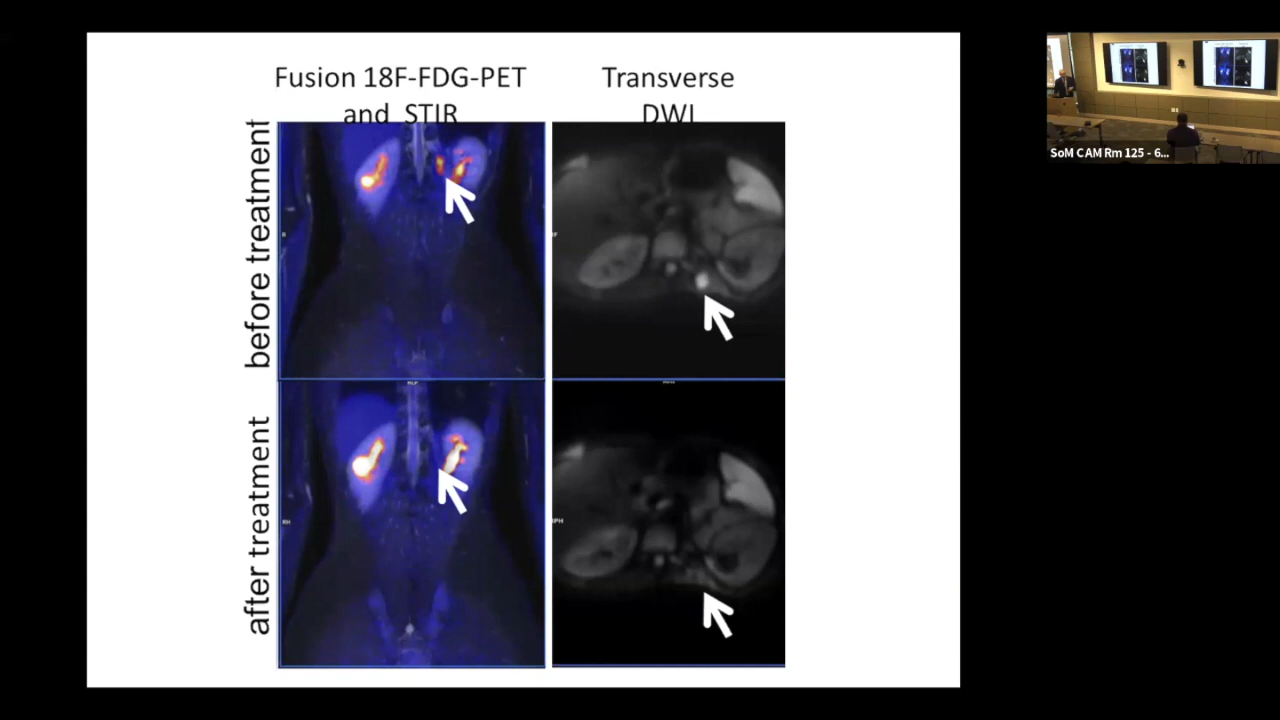 Fusion 18F-FDG-PET
and STIR
Transverse
DWI
before treatment
after treatment
SoM CAM Rm 125 - 6...